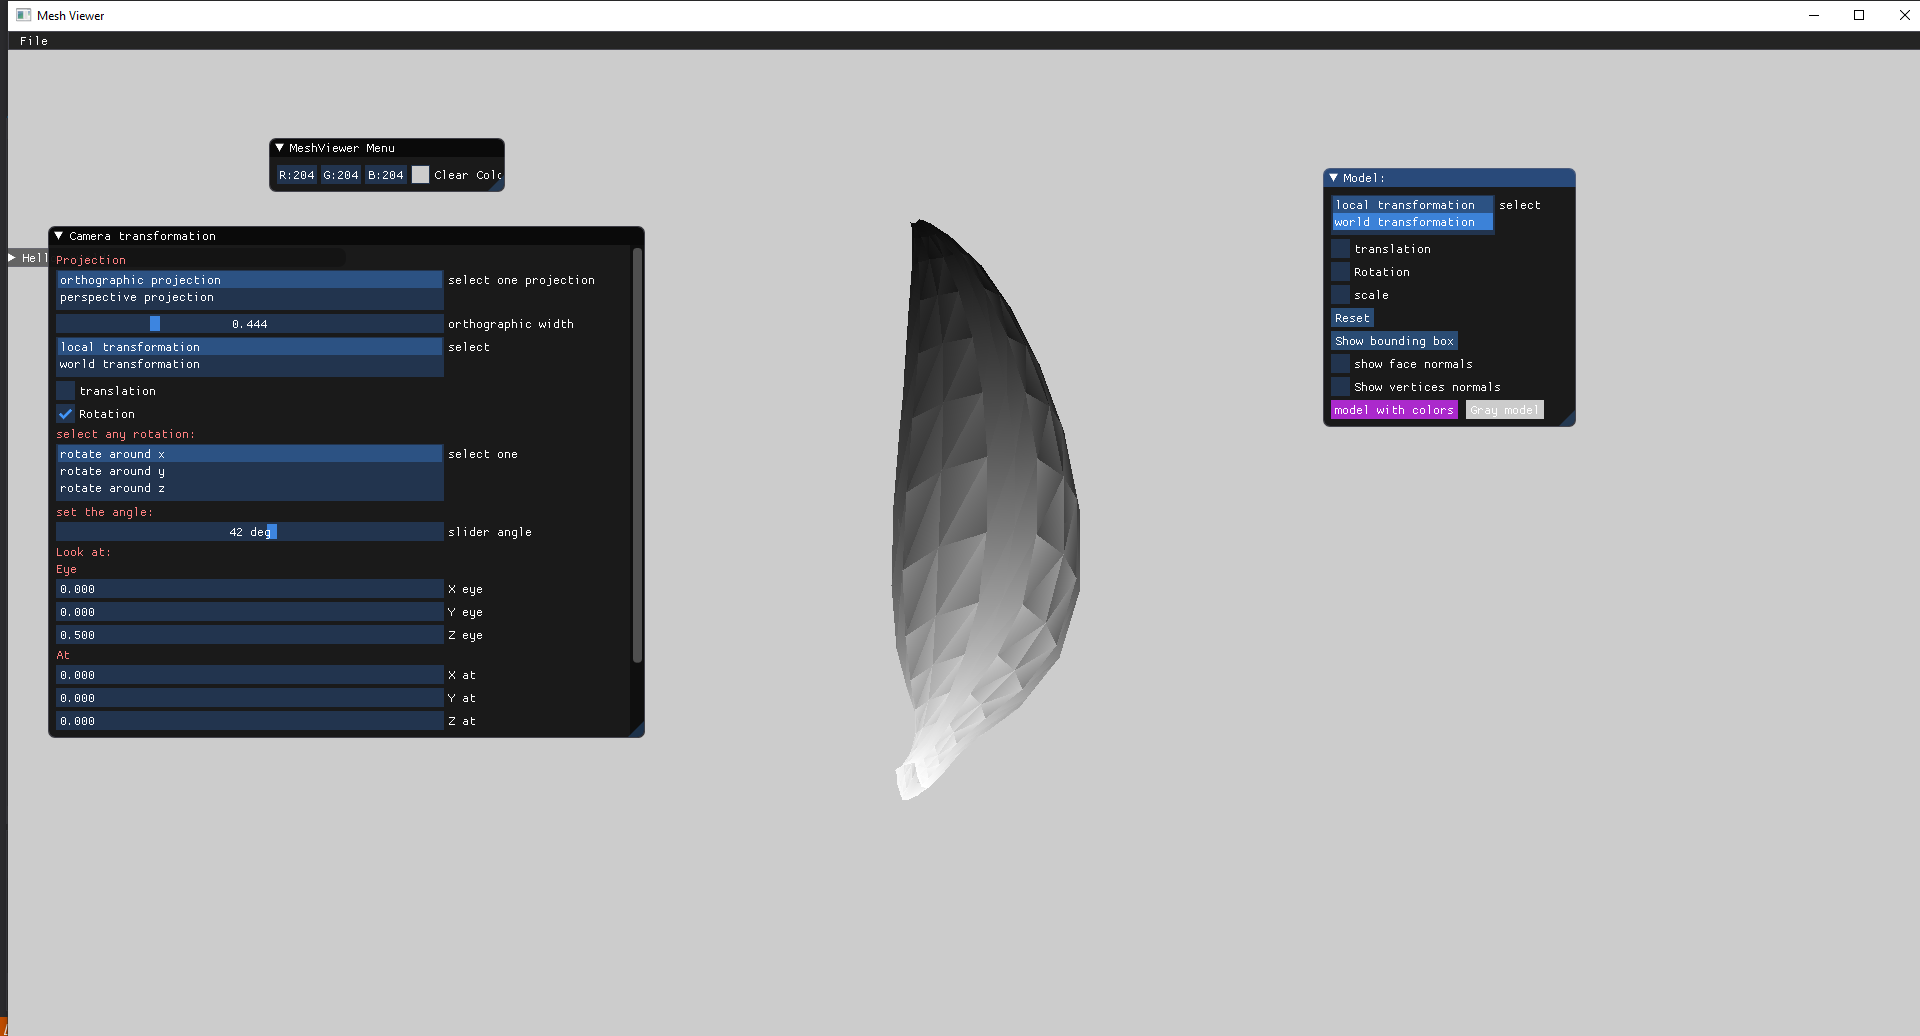 Mesh Viewer
File
MeshViewer Menu
R:204 G:204 B:204 Clear Colo
Camera transformation
Hell
Projection
orthographic projection
select one projection
perspective projection
0.444 orthographic width
local transformation
select
world transformation
translation
Rotation
select any rotation:
rotate around x
select one
rotate around y
rotate around z
set the angle:
42 deg slider angle
Look at:
Eye
0.000 X eye
0.000 Y eye
0.500 Z eye
At
0.000 X at
0.000 Y at
0.000 Z at
Model:
local transformation
select
world transformation
translation
Rotation
scale
Reset
Show bounding box
show face normals
Show vertices normals
model with colors Gray model